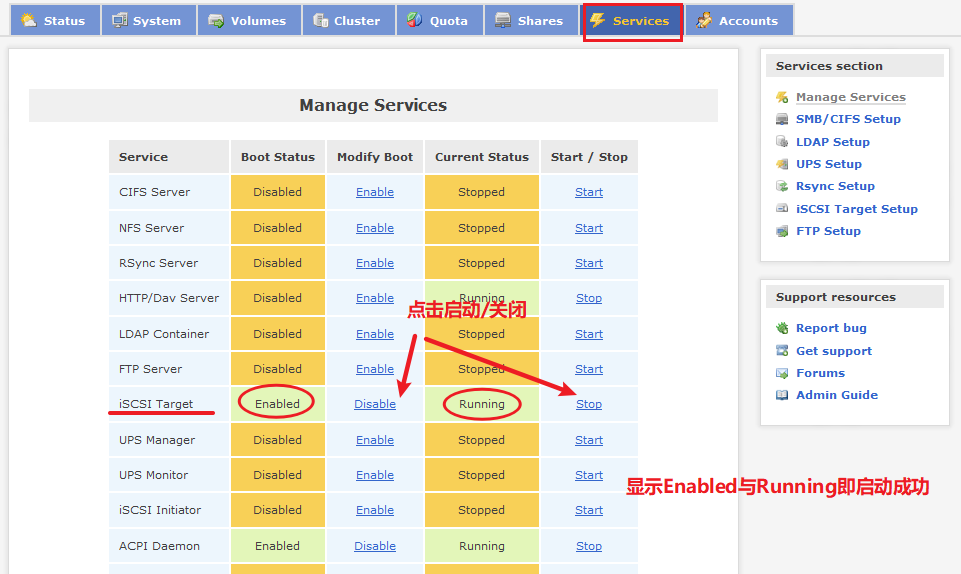 Status System Volumes Cluster Quota Shares Services Accounts
Manage Services
Service Boot Status Modify Boot Current Status Start / Stop
CIFS Server Disabled Enable Stopped Start
NFS Server Disabled Enable Stopped Start
RSync Server Disabled Enable Stopped Start
HTTP/Dav Server Disabled Enable Running Stop
点击启动/关闭
LDAP Container Disabled Enable Stopped Start
FTP Server Disabled Enable Stopped Start
iSCSI Target Enabled Disable Running Stop
UPS Manager Disabled Enable Stopped Start
UPS Monitor Disabled Enable Stopped Start
显示Enabled与Running即启动成功
iSCSI Initiator Disabled Enable Stopped Start
ACPI Daemon Enabled Disable Running Stop
Services section
Manage Services
SMB/CIFS Setup
LDAP Setup
UPS Setup
Rsync Setup
iSCSI Target Setup
FTP Setup
Support resources
Report bug
Get support
Forums
Admin Guide